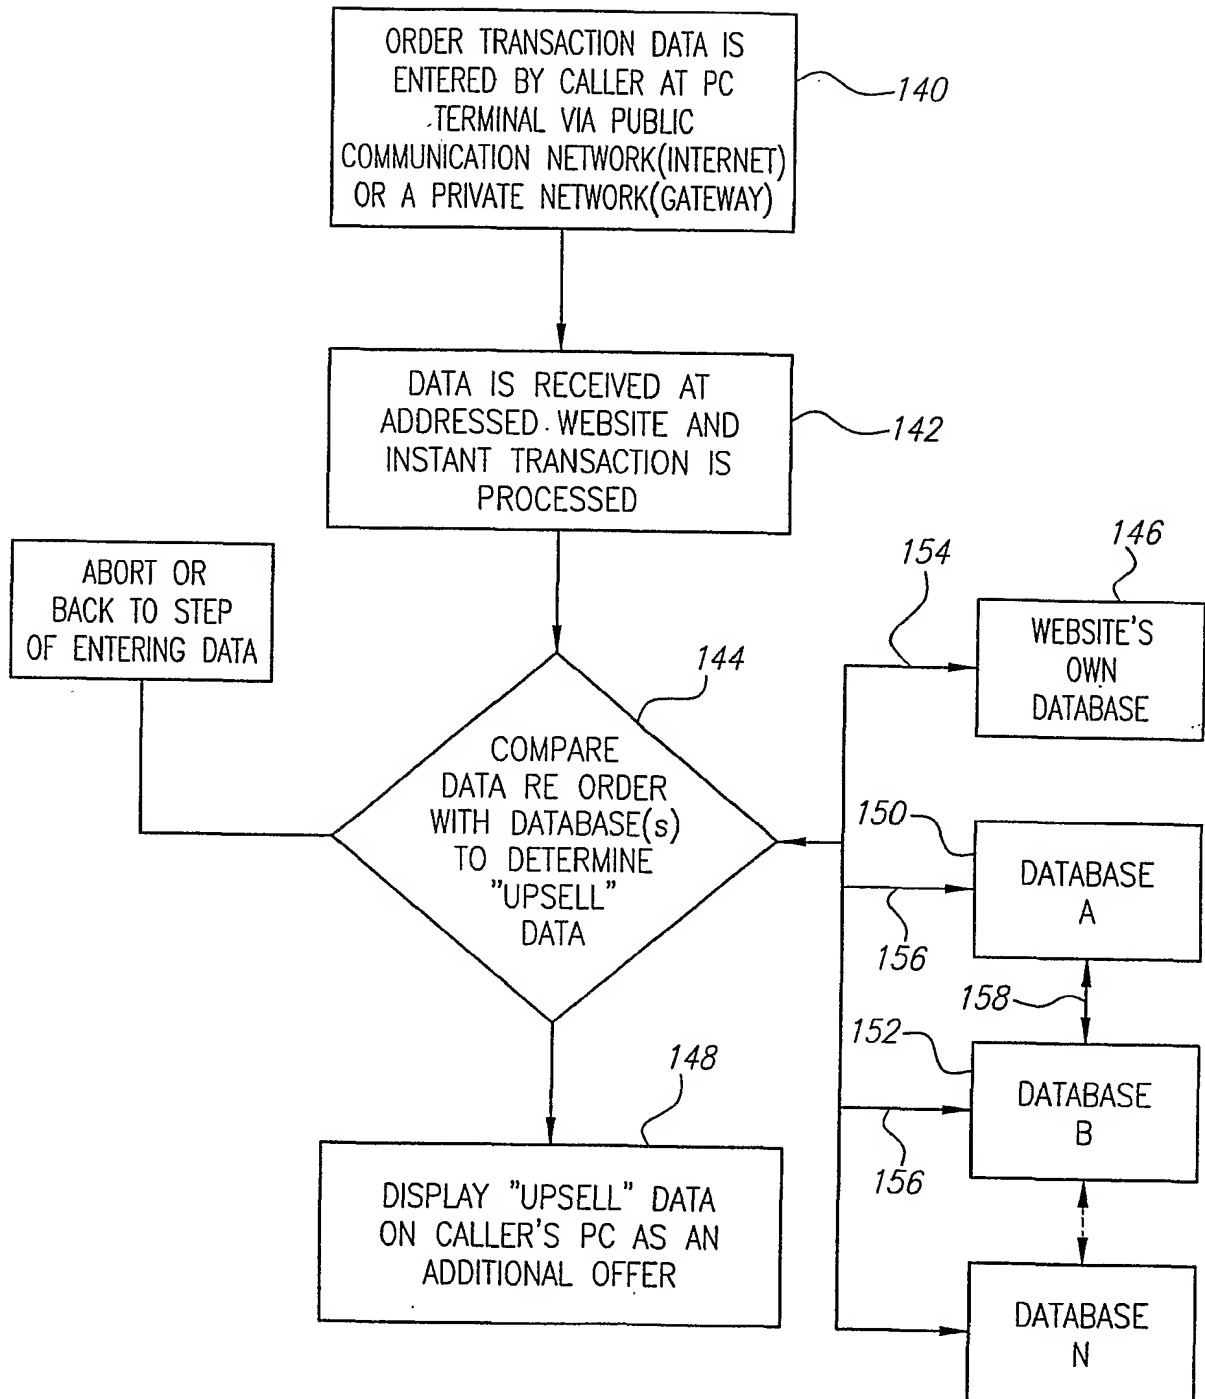 ORDER TRANSACTION DATA IS
ENTERED BY CALLER AT PC
TERMINAL VIA PUBLIC
COMMUNICATION NETWORK(INTERNET)
OR A PRIVATE NETWORK(GATEWAY)
140
DATA IS RECEIVED AT
ADDRESSED WEBSITE AND
INSTANT TRANSACTION IS
PROCESSED
142
ABORT OR
BACK TO STEP
OF ENTERING DATA
144
COMPARE
DATA RE ORDER
WITH DATABASE(s)
TO DETERMINE
"UPSELL"
DATA
154
146
WEBSITE'S
OWN
DATABASE
150
DATABASE
A
156
158
152
DATABASE
B
156
148
DISPLAY "UPSELL" DATA
ON CALLER'S PC AS AN
ADDITIONAL OFFER
DATABASE
N